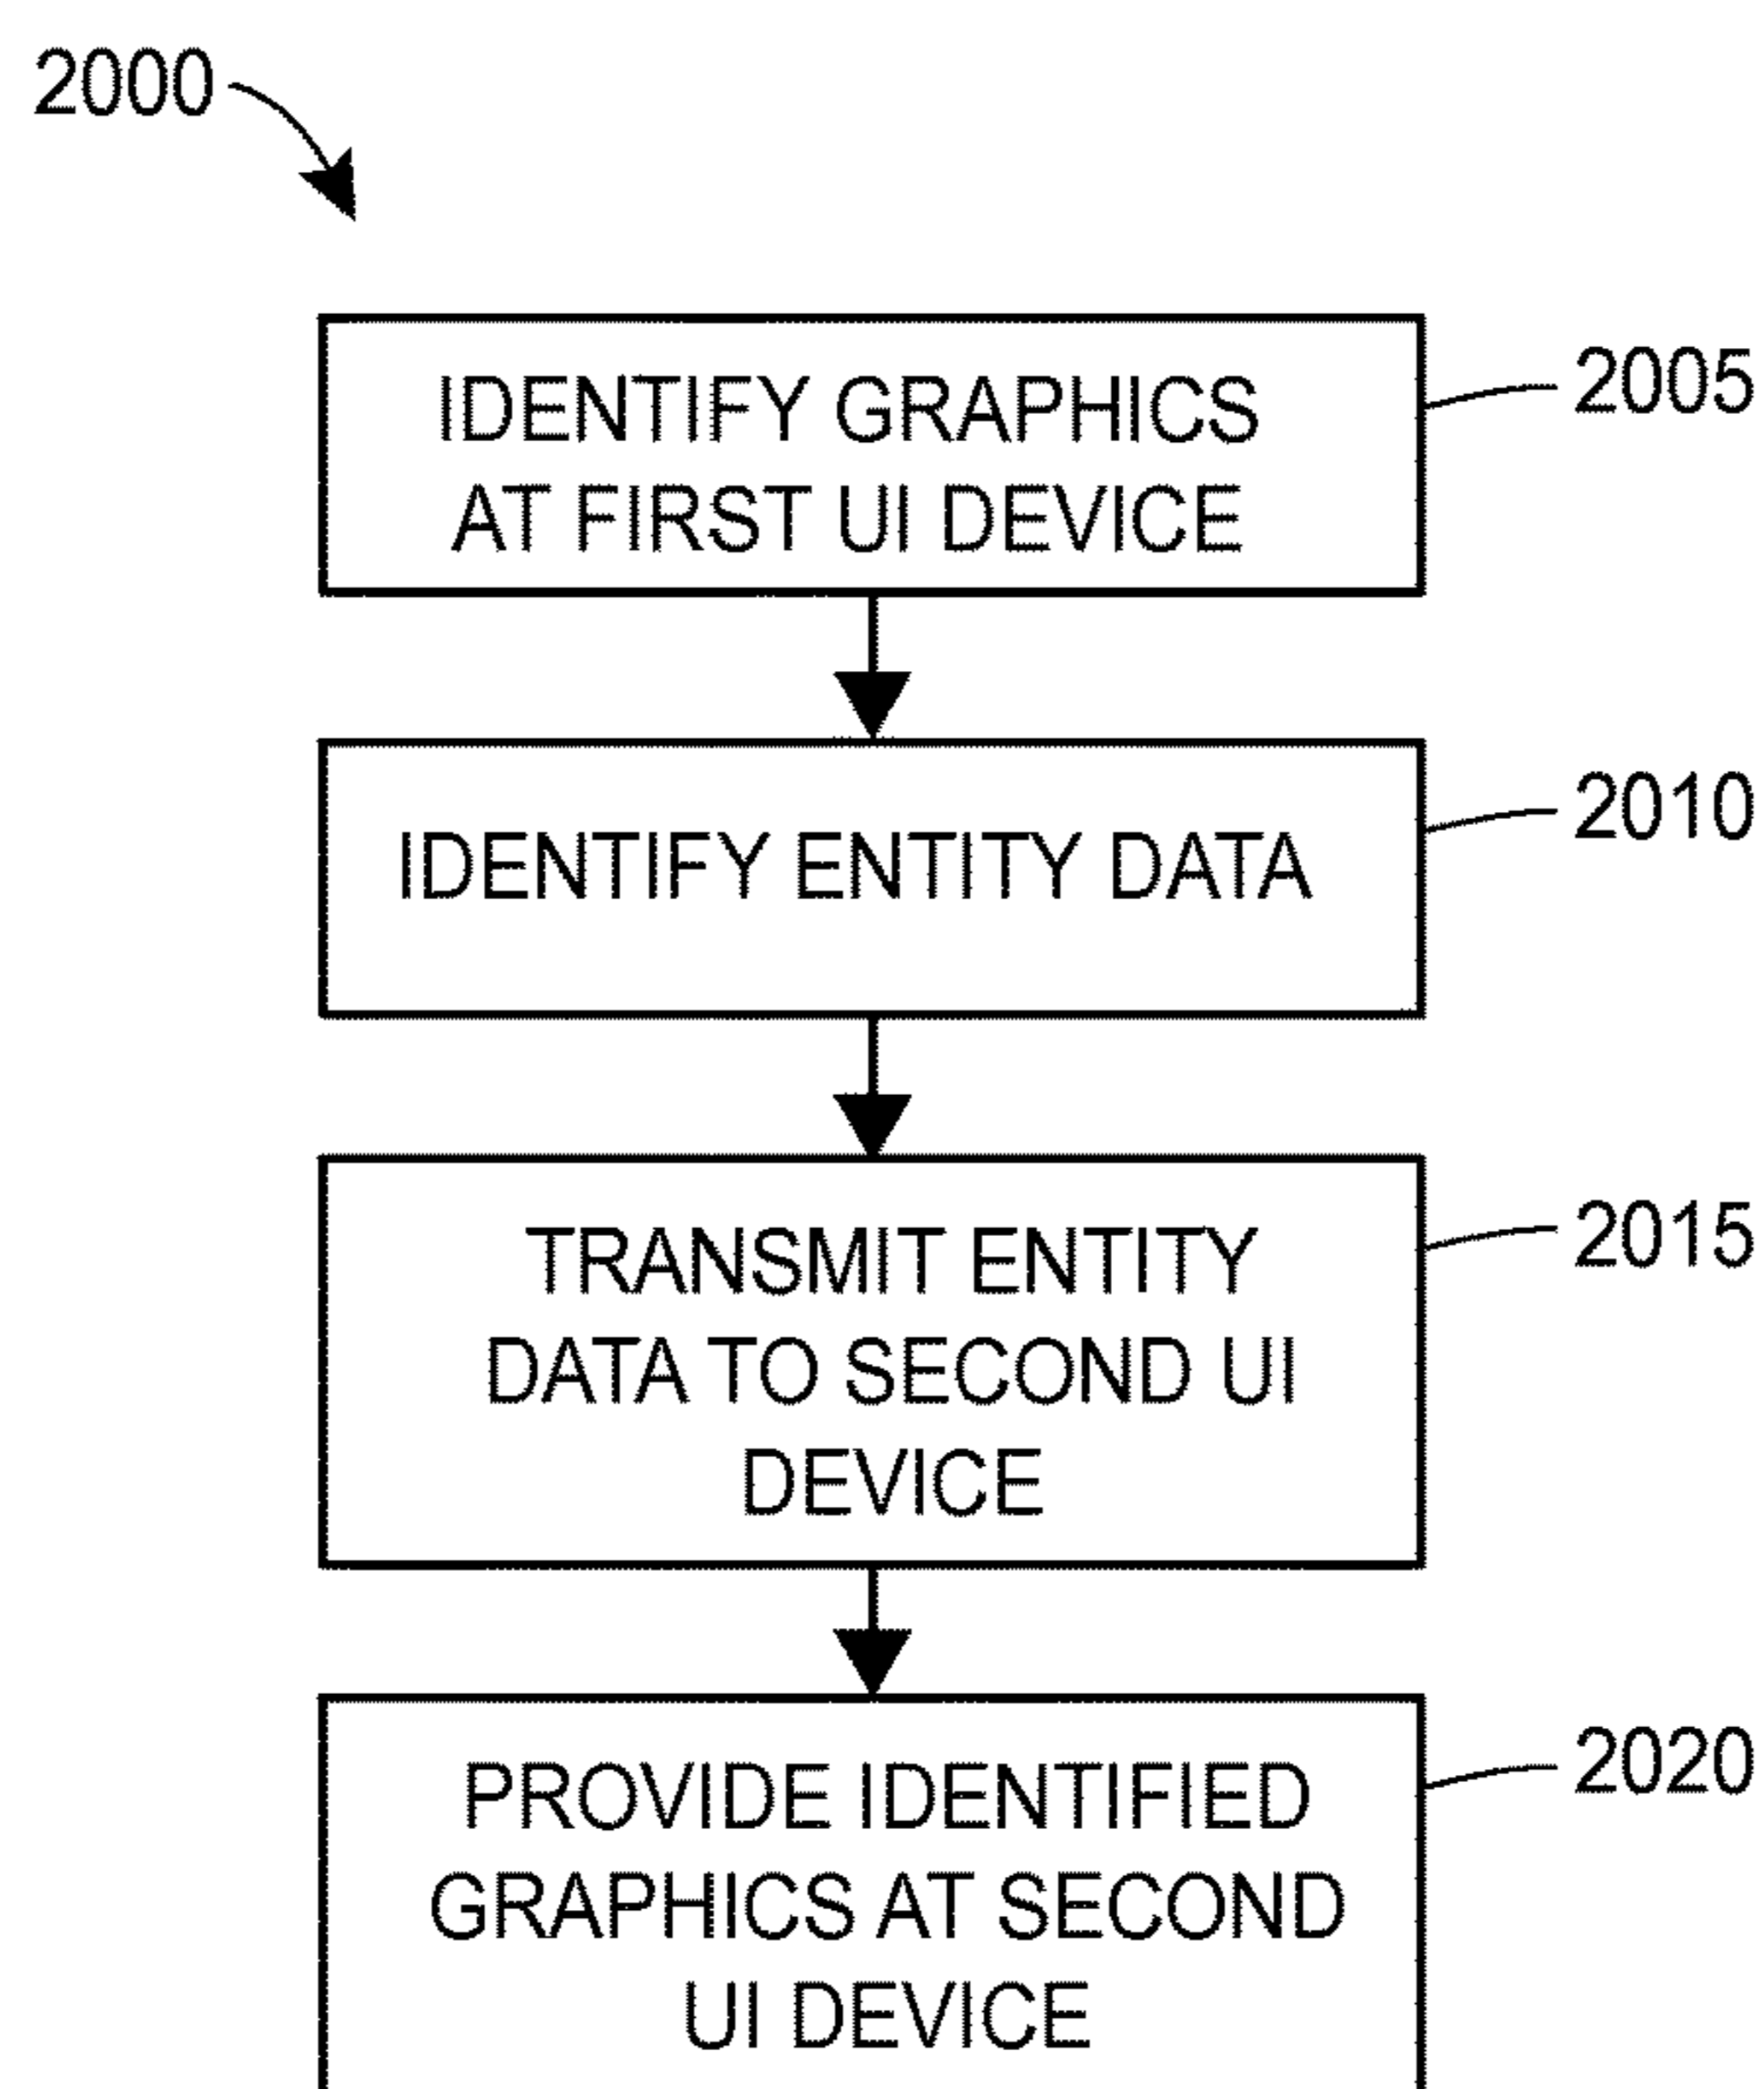 2000
IDENTIFY GRAPHICS
AT FIRST UI DEVICE
2005
IDENTIFY ENTITY DATA
2010
TRANSMIT ENTITY
DATA TO SECOND UI
DEVICE
2015
PROVIDE IDENTIFIED
GRAPHICS AT SECOND
UI DEVICE
2020